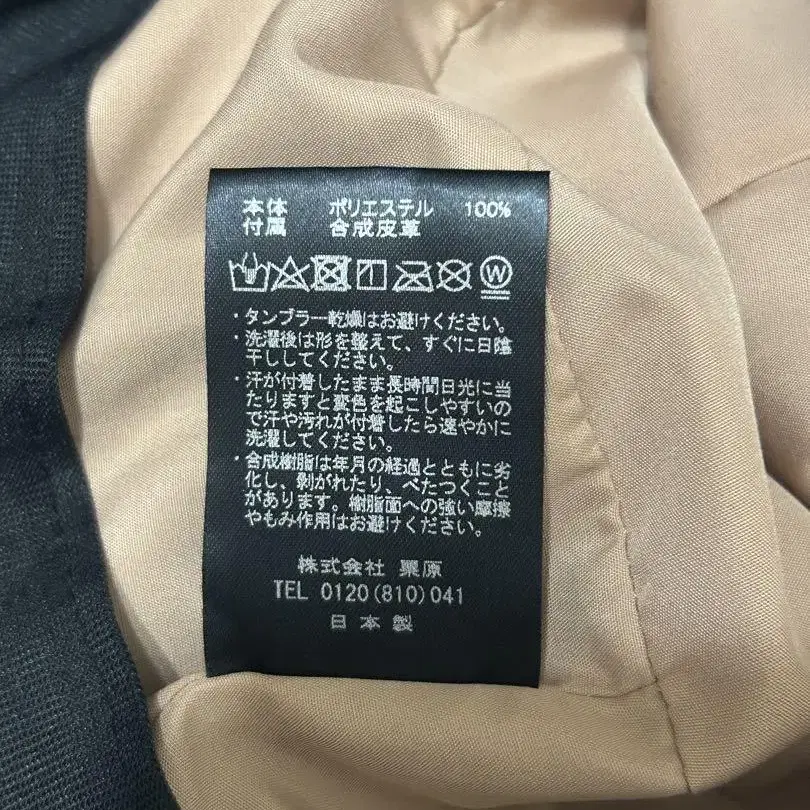 本体 ポリエステル 100%
付属 合成皮革
W
・タンブラー乾燥はお避けください。
・洗濯後は形を整えて、すぐに日陰
干ししてください。
・汗が付着したまま長時間日光に当
たりますと変色を起こしやすいの
で汗や汚れが付着したら速やかに
洗濯してください。
・合成樹脂は年月の経過とともに劣
化し、剥がれたり、べたつくこと
があります。樹脂面への強い摩擦
やもみ作用はお避けください。
株式会社 栗原
TEL 0120(810)041
日本製